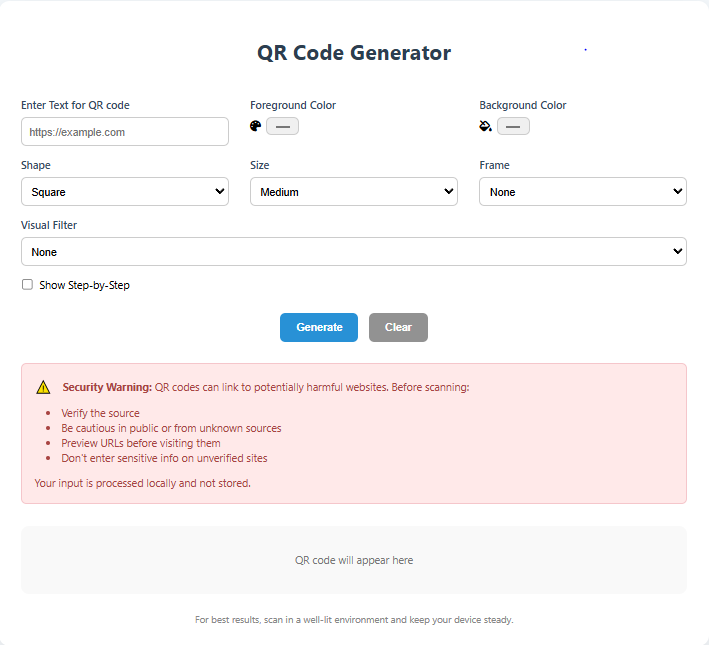 QR Code Generator
Enter Text for QR code
Foreground Color
Background Color
https://example.com
Shape
Size
Frame
Square
Medium
None
Visual Filter
None
Show Step-by-Step
Generate
Clear
Security Warning: QR codes can link to potentially harmful websites. Before scanning:
Verify the source
Be cautious in public or from unknown sources
Preview URLs before visiting them
Don't enter sensitive info on unverified sites
Your input is processed locally and not stored.
QR code will appear here
For best results, scan in a well-lit environment and keep your device steady.